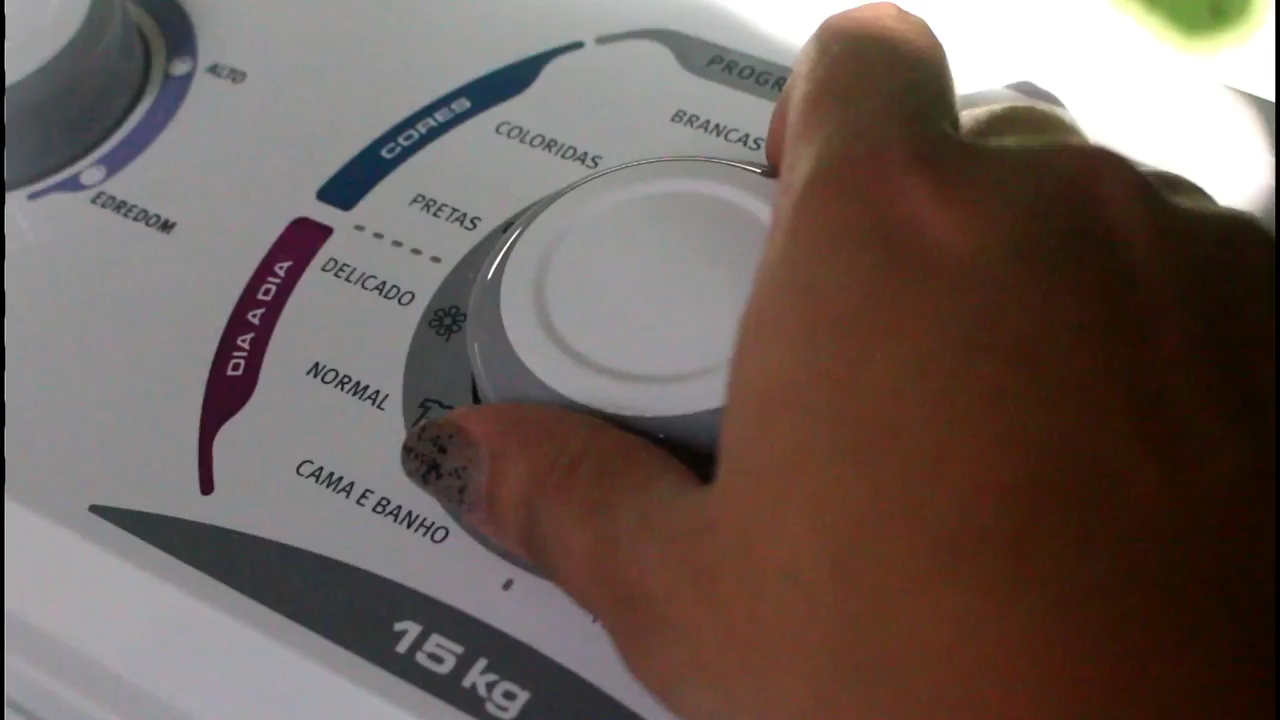 ALTO
EDREDOM
CORES
PROGR
BRANCAS
COLORIDAS
PRETAS
DIA A DIA
DELICADO
NORMAL
CAMA E BANHO
15 kg